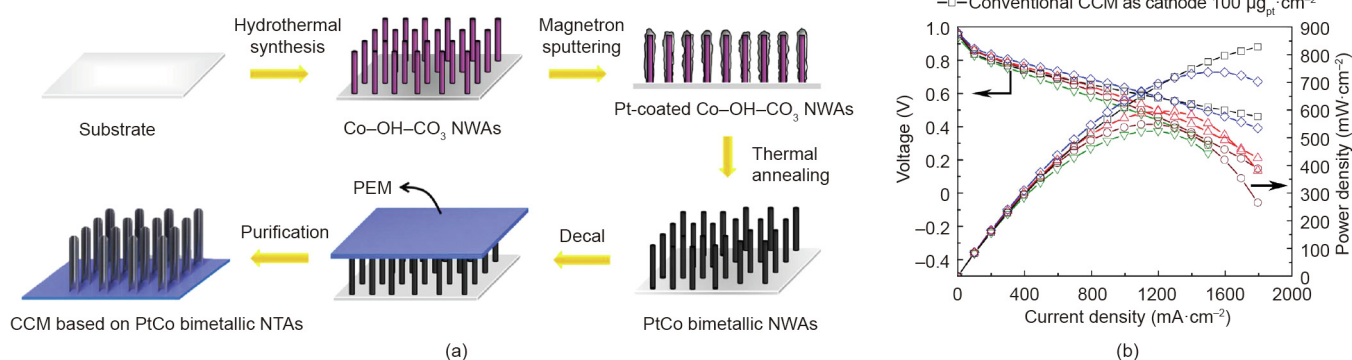 Hydrothermal
synthesis
Magnetron
sputtering
Substrate
Co–OH–CO3 NWAs
Pt-coated Co–OH–CO3 NWAs
Thermal
annealing
PEM
Purification
Decal
CCM based on PtCo bimetallic NTAs
PtCo bimetallic NWAs
(a)
Conventional CCM as cathode 100 μgpt·cm–2
Voltage (V)
1.0
0.8
0.6
0.4
0.2
0
–0.2
–0.4
900
800
700
600
500
400
300
200
100
0
Power density (mW·cm–2)
0 400 800 1200 1600 2000
Current density (mA·cm–2)
(b)